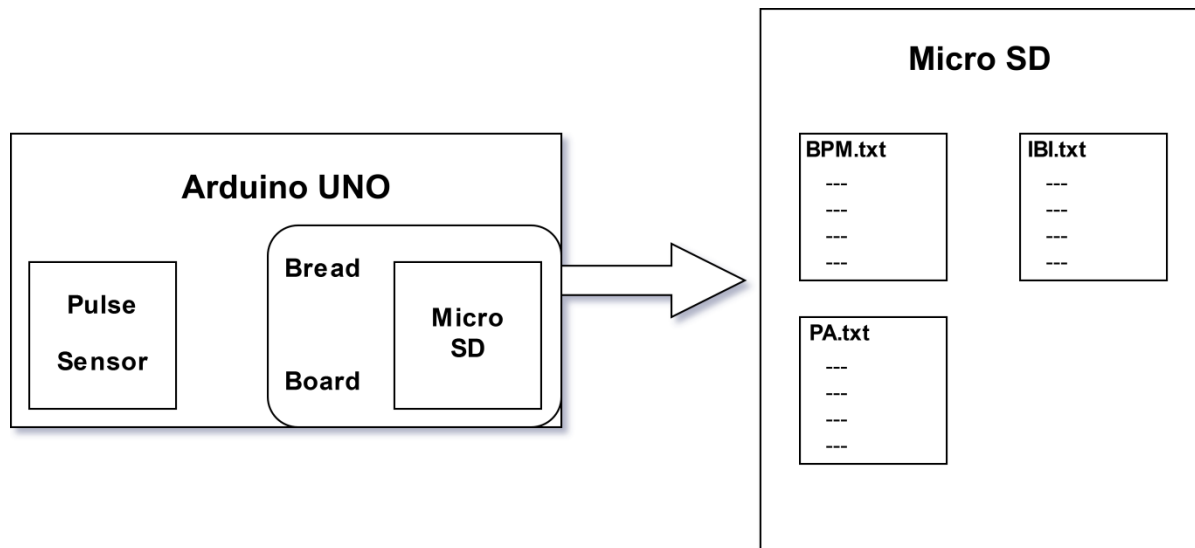 Arduino UNO
Pulse
Sensor
Bread
Board
Micro
SD
Micro SD
BPM.txt
---
---
---
---
IBI.txt
---
---
---
---
PA.txt
---
---
---
---